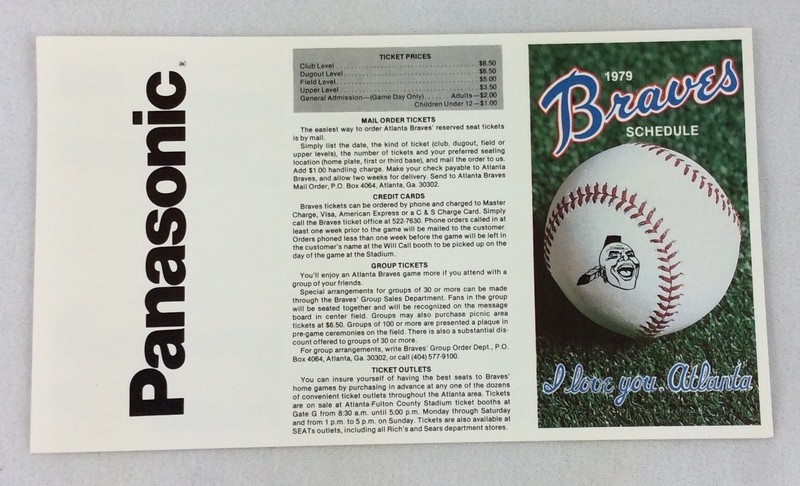 Panasonic®
TICKET PRICES
Club Level . . . . . . . . . . . . . . . . . . . . $6.50
Dugout Level . . . . . . . . . . . . . . . . . . . . $6.50
Field Level . . . . . . . . . . . . . . . . . . . . $5.00
Upper Level . . . . . . . . . . . . . . . . . . . . $3.50
General Admission—(Game Day Only) . . . . . Adults—$2.00
Children Under 12—$1.00
MAIL ORDER TICKETS
The easiest way to order Atlanta Braves' reserved seat tickets
is by mail.
Simply list the date, the kind of ticket (club, dugout, field or
upper levels), the number of tickets and your preferred seating
location (home plate, first or third base), and mail the order to us.
Add $1.00 handling charge. Make your check payable to Atlanta
Braves, and allow two weeks for delivery. Send to Atlanta Braves
Mail Order, P.O. Box 4064, Atlanta, Ga. 30302.
CREDIT CARDS
Braves tickets can be ordered by phone and charged to Master
Charge, Visa, American Express or a C & S Charge Card. Simply
call the Braves ticket office at 522-7630. Phone orders called in at
least one week prior to the game will be mailed to the customer.
Orders phoned less than one week before the game will be left in
the customer's name at the Will Call booth to be picked up on the
day of the game at the Stadium.
GROUP TICKETS
You'll enjoy an Atlanta Braves game more if you attend with a
group of your friends.
Special arrangements for groups of 30 or more can be made
through the Braves' Group Sales Department. Fans in the group
will be seated together and will be recognized on the message
board in center field. Groups may also purchase picnic area
tickets at $6.50. Groups of 100 or more are presented a plaque in
pre-game ceremonies on the field. There is also a substantial dis-
count offered to groups of 30 or more.
For group arrangements, write Braves' Group Order Dept., P.O.
Box 4064, Atlanta, Ga. 30302, or call (404) 577-9100.
TICKET OUTLETS
You can insure yourself of having the best seats to Braves'
home games by purchasing in advance at any one of the dozens
of convenient ticket outlets throughout the Atlanta area. Tickets
are on sale at Atlanta-Fulton County Stadium ticket booths at
Gate G from 8:30 a.m. until 5:00 p.m. Monday through Saturday
and from 1 p.m. to 5 p.m. on Sunday. Tickets are also available at
SEATs outlets, including all Rich's and Sears department stores.
1979
Braves
SCHEDULE
I love you, Atlanta